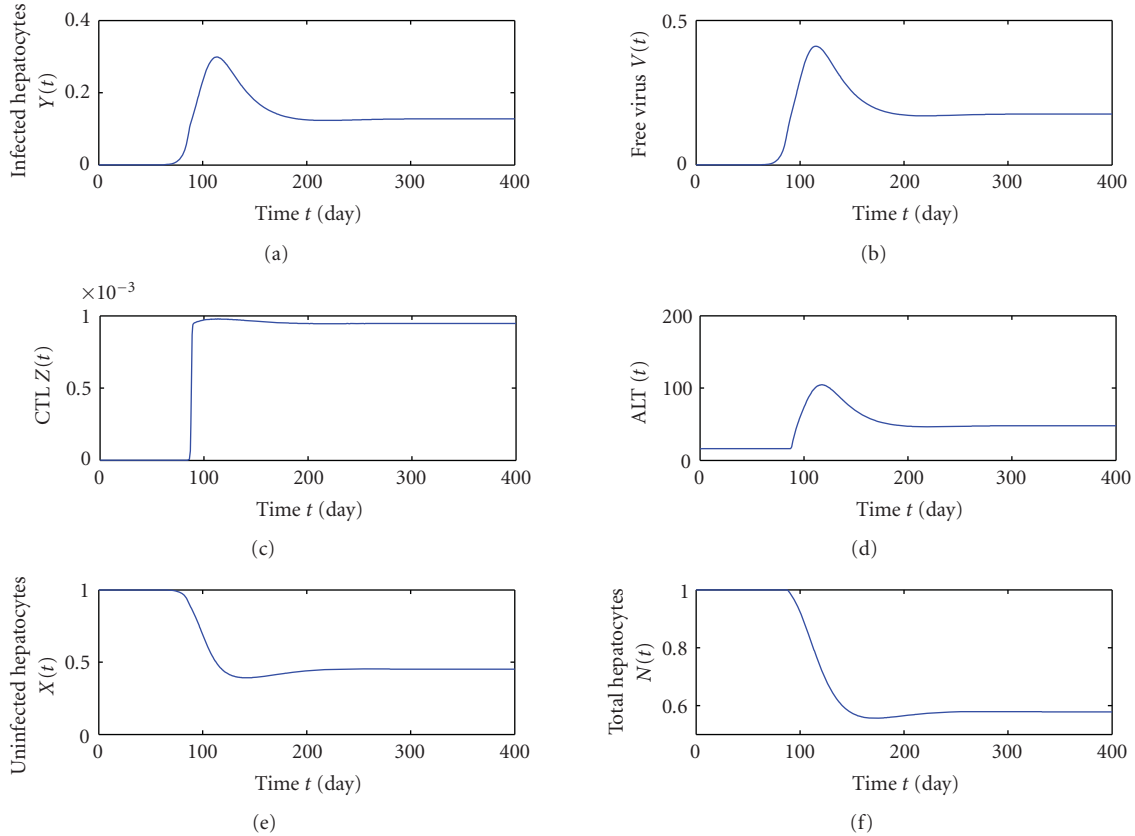 Infected hepatocytes
Y(t)
0.4
0.2
0
0 100 200 300 400
Time t (day)
(a)
Free virus V(t)
0.5
0
0 100 200 300 400
Time t (day)
(b)
CTL Z(t)
×10−3
1
0.5
0
0 100 200 300 400
Time t (day)
(c)
ALT (t)
200
100
0
0 100 200 300 400
Time t (day)
(d)
Uninfected hepatocytes
X(t)
1
0.5
0
0 100 200 300 400
Time t (day)
(e)
Total hepatocytes
N(t)
1
0.8
0.6
0 100 200 300 400
Time t (day)
(f)